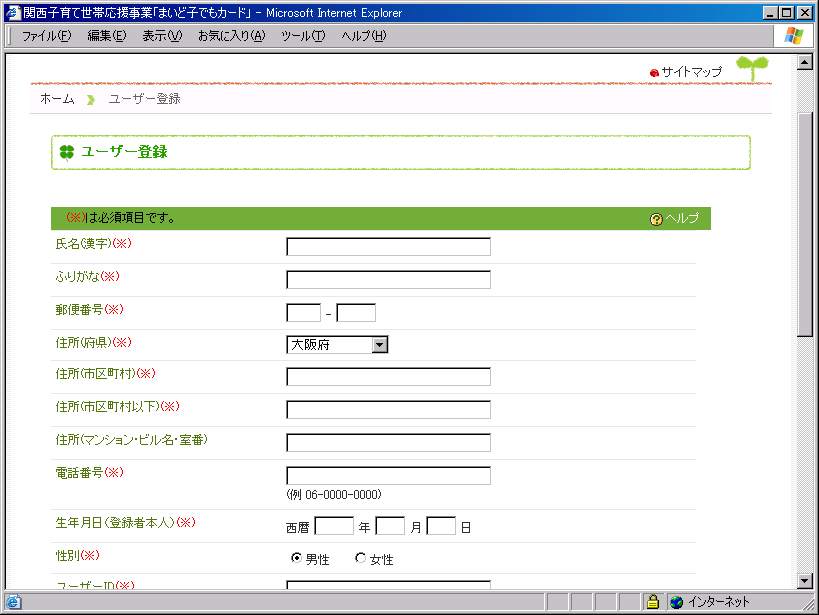 関西子育て世帯応援事業「まいど子でもカード」 - Microsoft Internet Explorer
ファイル(F) 編集(E) 表示(V) お気に入り(A) ツール(T) ヘルプ(H)
サイトマップ
ホーム ユーザー登録
ユーザー登録
(※)は必須項目です。 ヘルプ
氏名(漢字)(※)
ふりがな(※)
郵便番号(※) -
住所(府県)(※) 大阪府
住所(市区町村)(※)
住所(市区町村以下)(※)
住所(マンション・ビル名・室番)
電話番号(※)
(例 06-0000-0000)
生年月日(登録者本人)(※) 西暦 年 月 日
性別(※) 男性 女性
ユーザーID(※)
インターネット